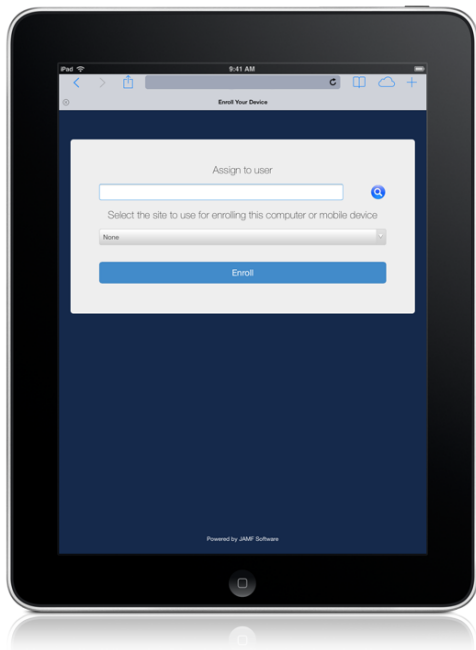 iPad
9:41 AM
Enroll Your Device
Assign to user
Select the site to use for enrolling this computer or mobile device
None
Enroll
Powered by JAMF Software